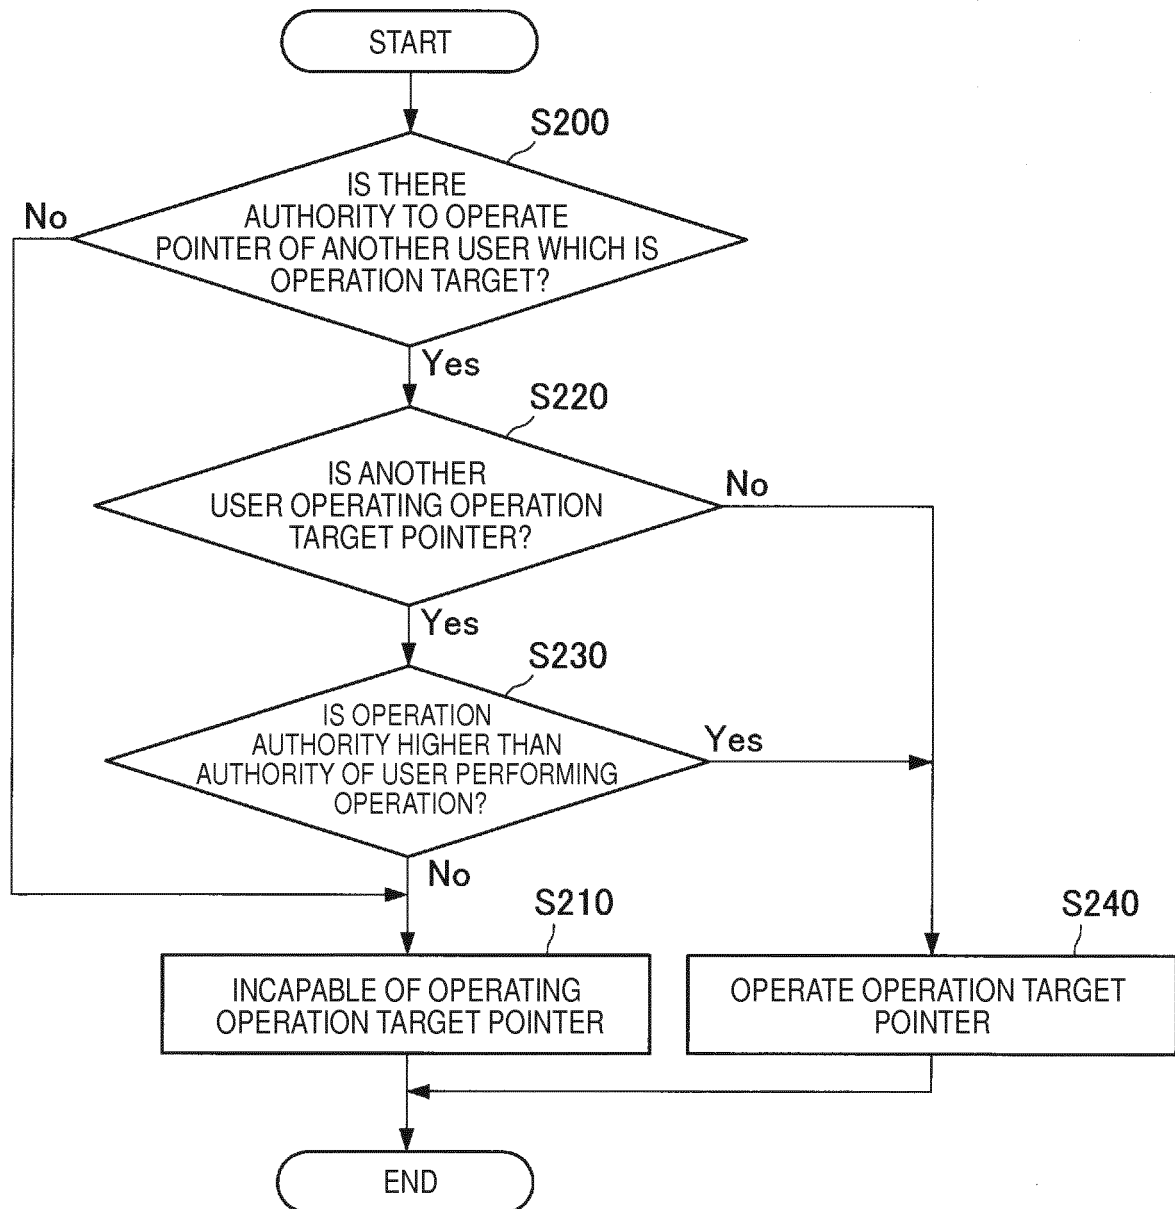 START
S200
IS THERE
AUTHORITY TO OPERATE
POINTER OF ANOTHER USER WHICH IS
OPERATION TARGET?
No
Yes
S220
IS ANOTHER
USER OPERATING OPERATION
TARGET POINTER?
No
Yes
S230
IS OPERATION
AUTHORITY HIGHER THAN
AUTHORITY OF USER PERFORMING
OPERATION?
Yes
No
S210
INCAPABLE OF OPERATING
OPERATION TARGET POINTER
S240
OPERATE OPERATION TARGET
POINTER
END